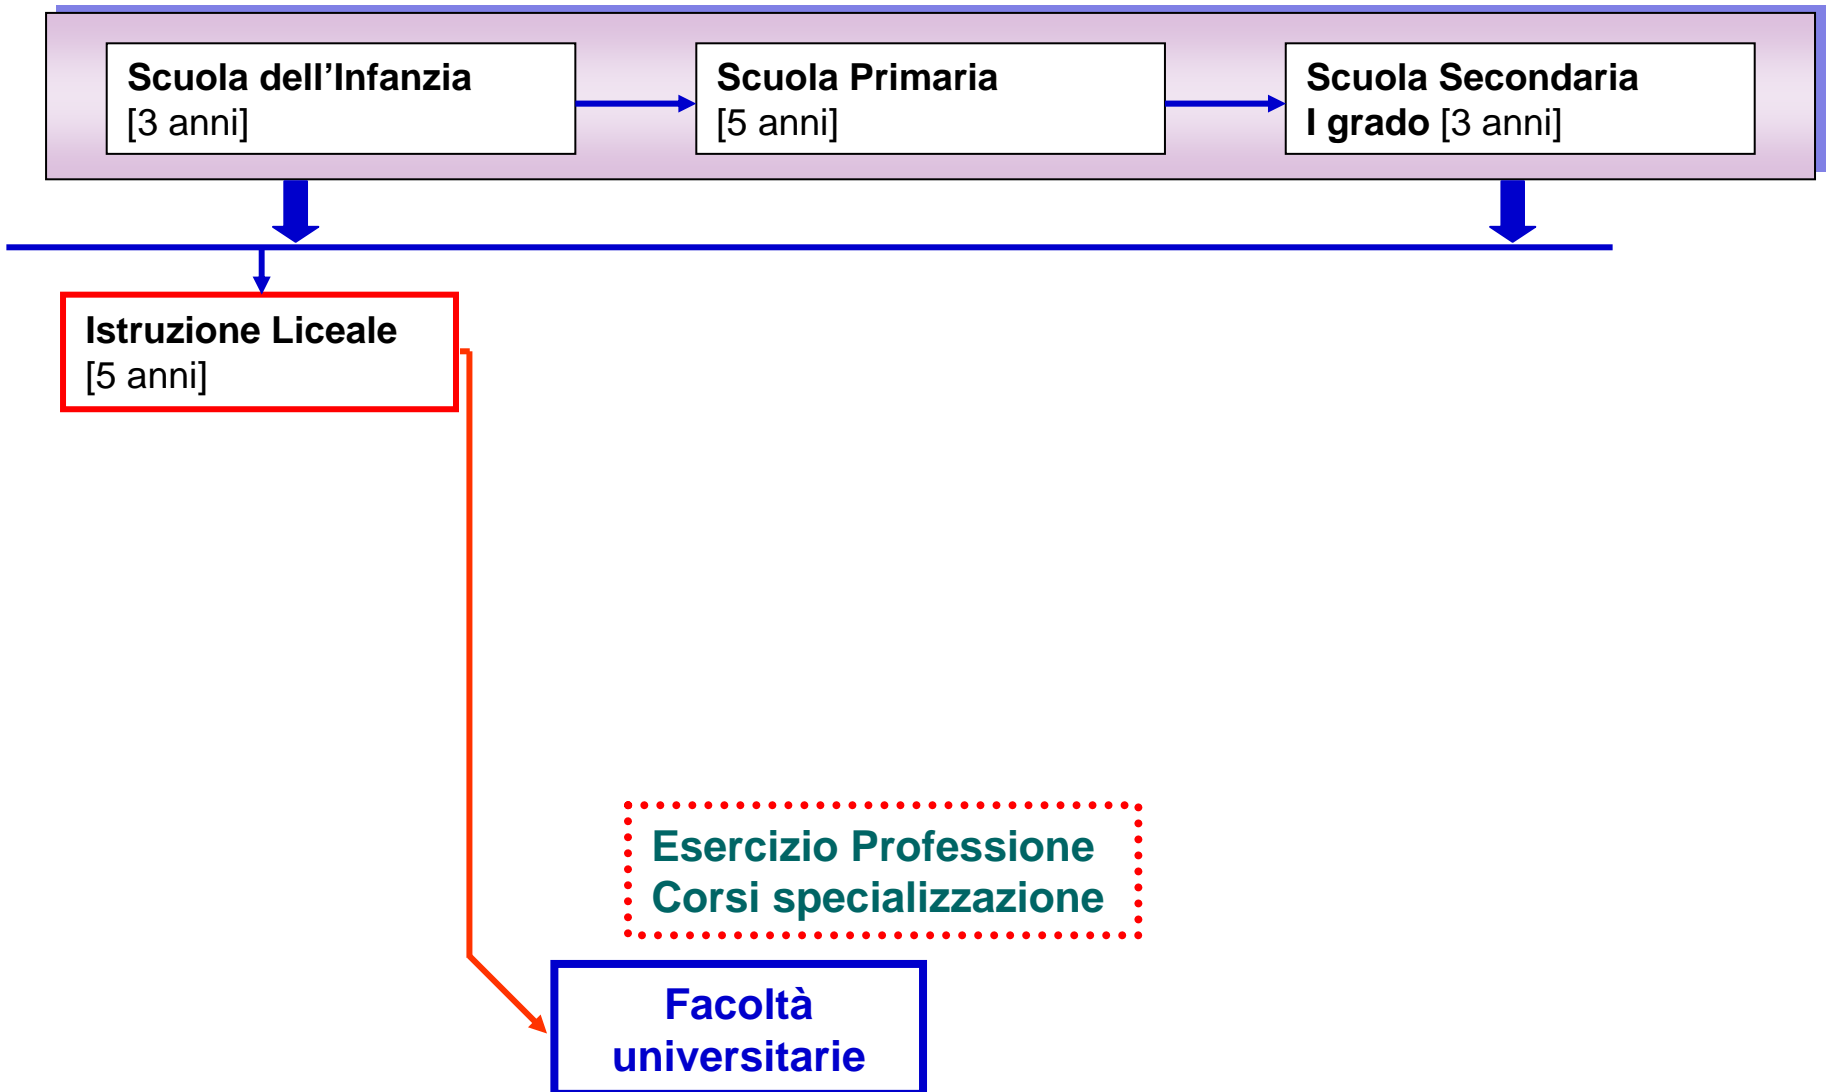 Scuola dell’Infanzia
[3 anni]
Scuola Primaria
[5 anni]
Scuola Secondaria
I grado [3 anni]
Istruzione Liceale
[5 anni]
Esercizio Professione
Corsi specializzazione
Facoltà
universitarie